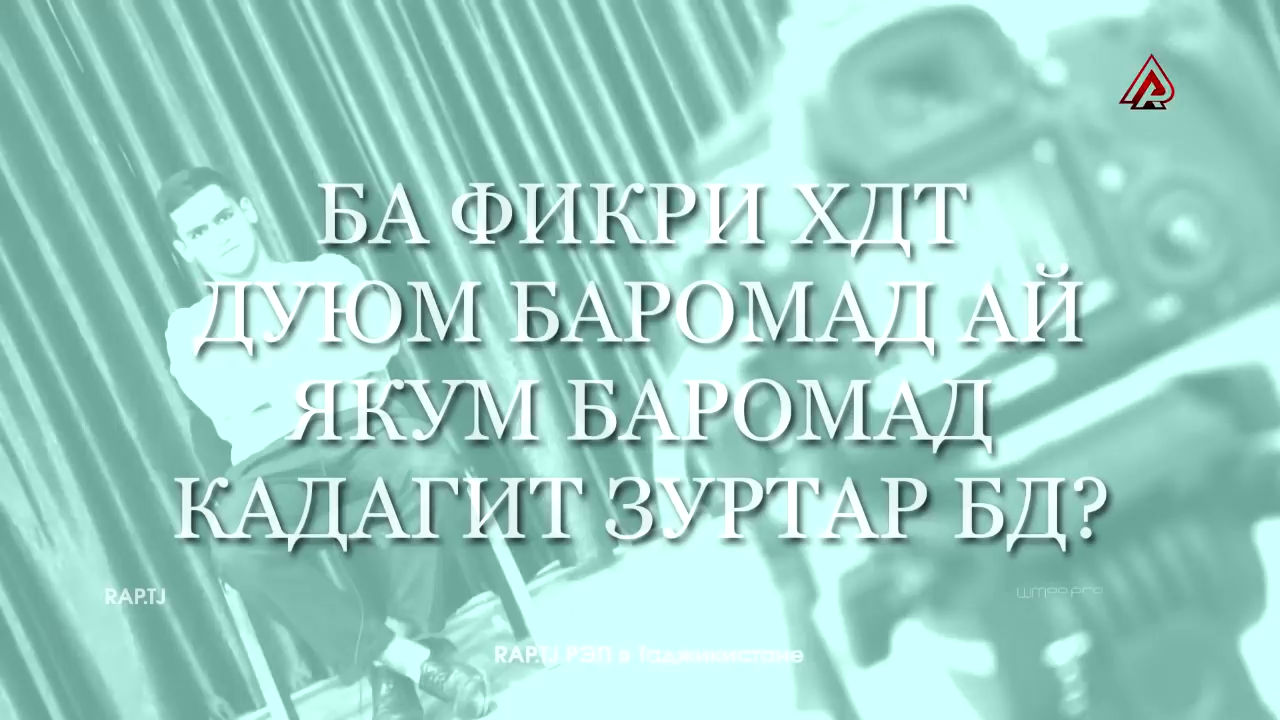 БА ФИКРИ ХДТ
ДУЮМ БАРОМАД АЙ
ЯКУМ БАРОМАД
КАДАГИТ ЗУРТАР БД?
RAP.TJ
RAP.TJ РЭП в Таджикистане